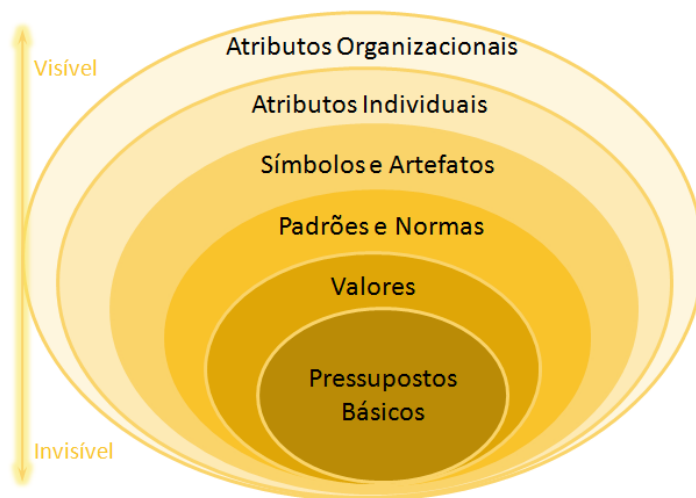 Atributos Organizacionais
Visível
Atributos Individuais
Símbolos e Artefatos
Padrões e Normas
Valores
Pressupostos
Básicos
Invisível